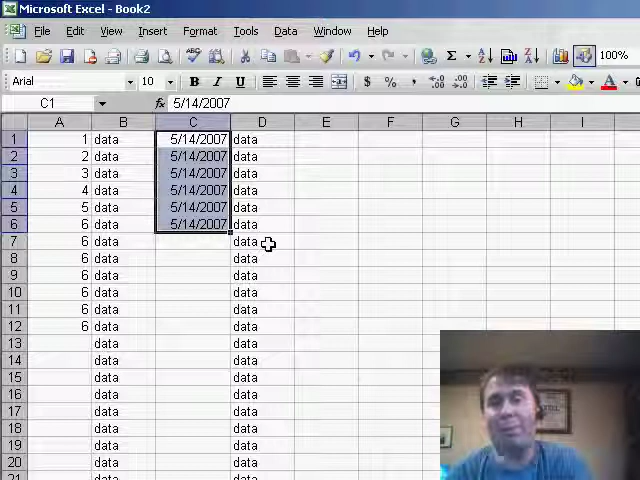 Microsoft Excel - Book2
File Edit View Insert Format Tools Data Window Help
Σ 100%
Arial 10 B I U $ % , A
C1 fx 5/14/2007
A B C D E F G H I
1 1 data 5/14/2007 data
2 2 data 5/14/2007 data
3 3 data 5/14/2007 data
4 4 data 5/14/2007 data
5 5 data 5/14/2007 data
6 6 data 5/14/2007 data
7 6 data data
8 6 data data
9 6 data data
10 6 data data
11 6 data data
12 6 data data
13 data data
14 data data
15 data data
16 data data
17 data data
18 data data
19 data data
20 data data